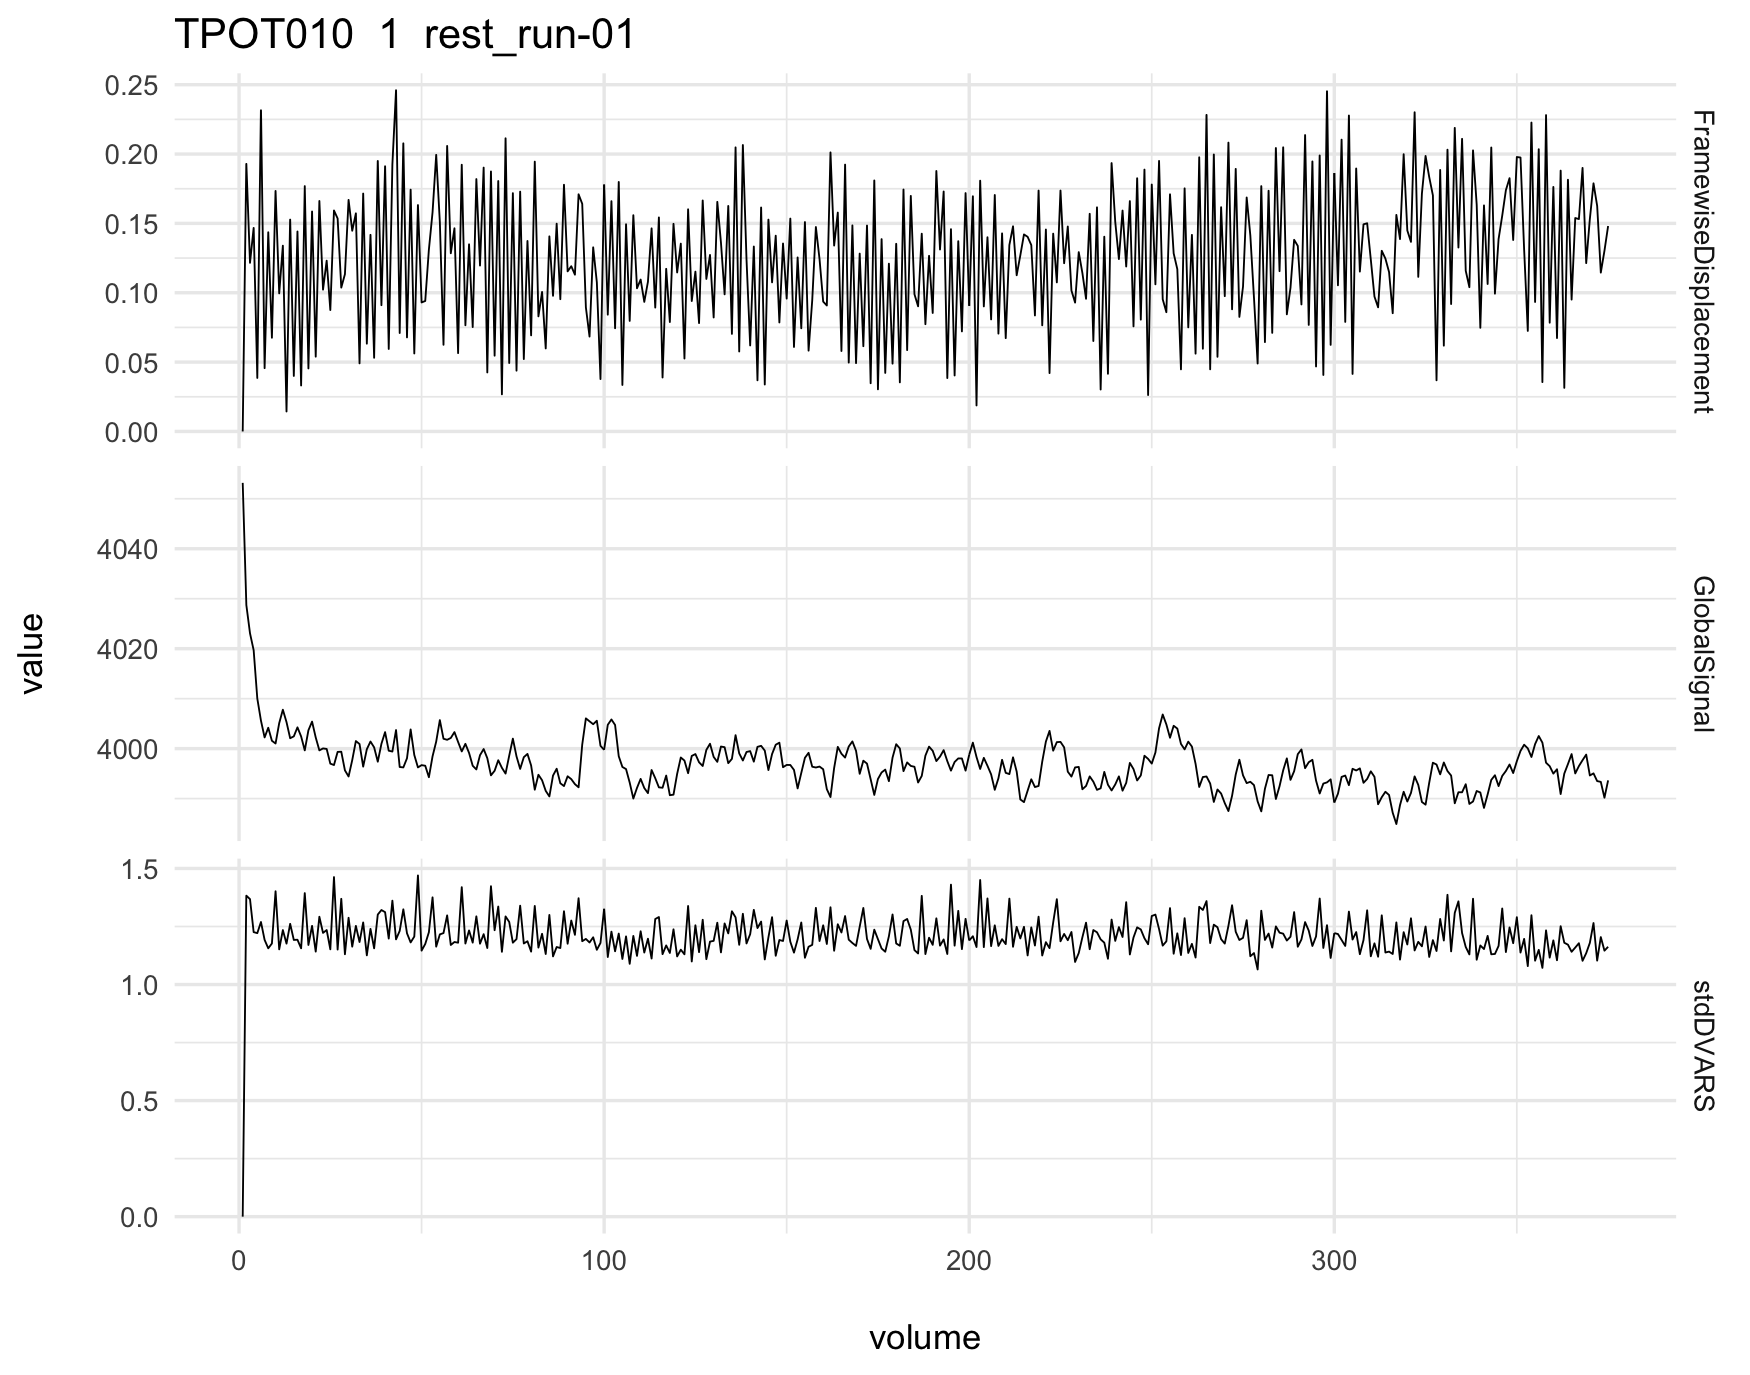 TPOT010  1  rest_run-01
0.25
0.20
0.15
0.10
0.05
0.00
FramewiseDisplacement
4040
4020
4000
GlobalSignal
1.5
1.0
0.5
0.0
stdDVARS
value
0 100 200 300
volume